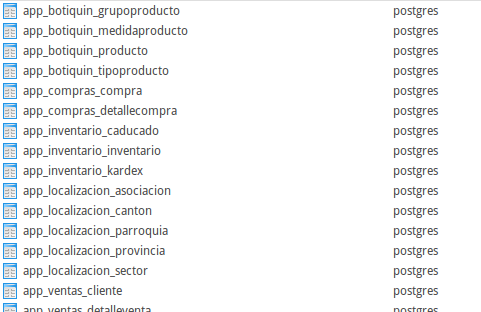 app_botiquin_grupoproducto postgres
app_botiquin_medidaproducto postgres
app_botiquin_producto postgres
app_botiquin_tipoproducto postgres
app_compras_compra postgres
app_compras_detallecompra postgres
app_inventario_caducado postgres
app_inventario_inventario postgres
app_inventario_kardex postgres
app_localizacion_asociacion postgres
app_localizacion_canton postgres
app_localizacion_parroquia postgres
app_localizacion_provincia postgres
app_localizacion_sector postgres
app_ventas_cliente postgres
app_ventas_detalleventa postgres